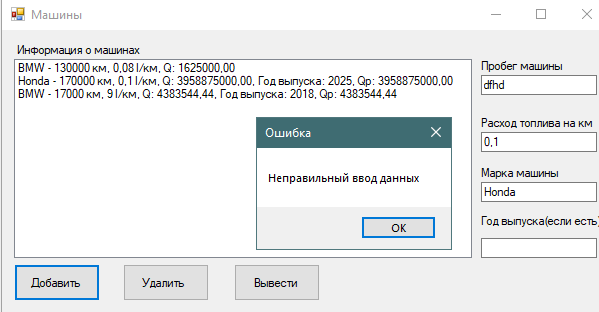 Машины
Информация о машинах
BMW - 130000 км, 0,08 l/км, Q: 1625000,00
Honda - 170000 км, 0,1 l/км, Q: 3958875000,00, Год выпуска: 2025, Qp: 3958875000,00
BMW - 17000 км, 9 l/км, Q: 4383544,44, Год выпуска: 2018, Qp: 4383544,44
Ошибка
Неправильный ввод данных
ОК
Пробег машины
dfhd
Расход топлива на км
0,1
Марка машины
Honda
Год выпуска(если есть)
Добавить
Удалить
Вывести